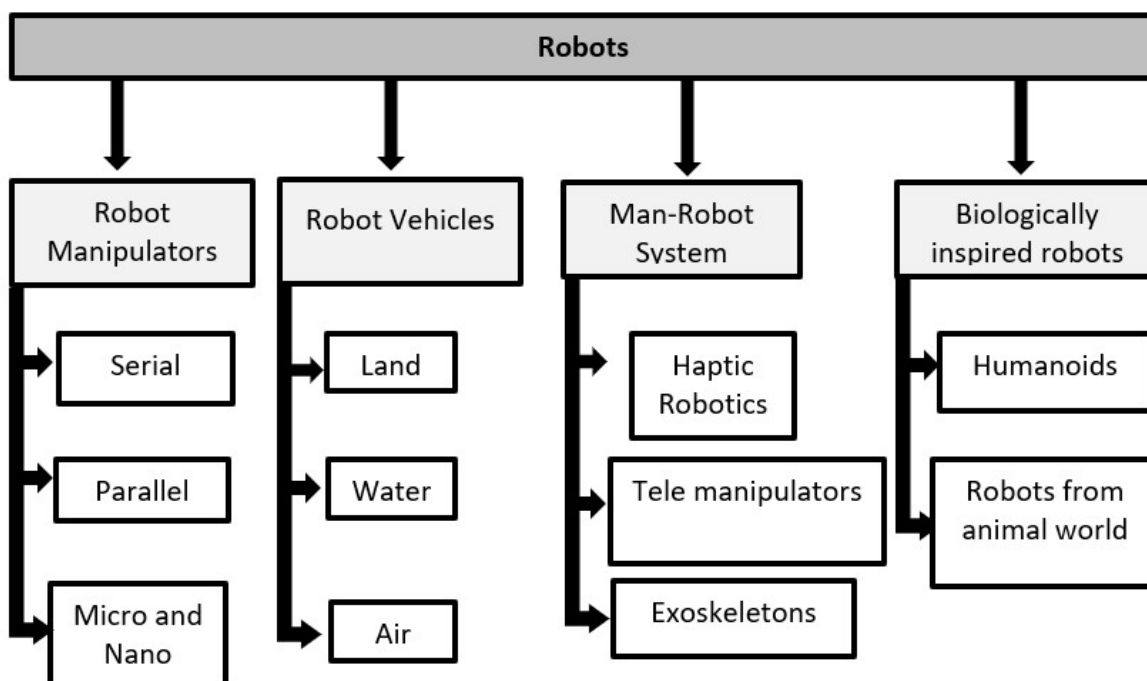 Robots
Robot
Manipulators
Serial
Parallel
Micro and
Nano
Robot Vehicles
Land
Water
Air
Man-Robot
System
Haptic
Robotics
Tele manipulators
Exoskeletons
Biologically
inspired robots
Humanoids
Robots from
animal world